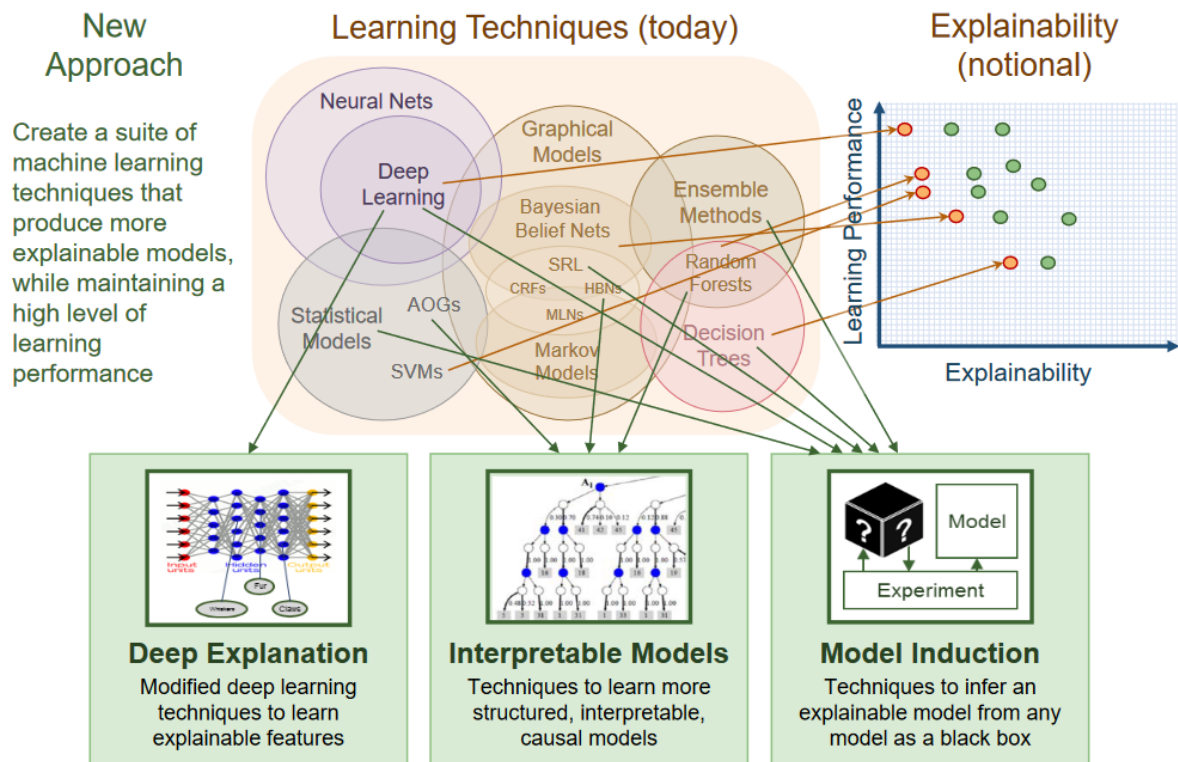 New
Approach
Create a suite of
machine learning
techniques that
produce more
explainable models,
while maintaining a
high level of
learning
performance
Learning Techniques (today)
Neural Nets
Deep
Learning
Graphical
Models
Bayesian
Belief Nets
SRL
CRFs
HBNs
MLNs
Markov
Models
Ensemble
Methods
Random
Forests
Decision
Trees
Statistical
Models
AOGs
SVMs
Explainability
(notional)
Learning Performance
Explainability
Input
units
Hidden
units
Output
units
Whiskers
Fur
Claws
Deep Explanation
Modified deep learning
techniques to learn
explainable features
A1
Interpretable Models
Techniques to learn more
structured, interpretable,
causal models
? ?
Model
Experiment
Model Induction
Techniques to infer an
explainable model from any
model as a black box